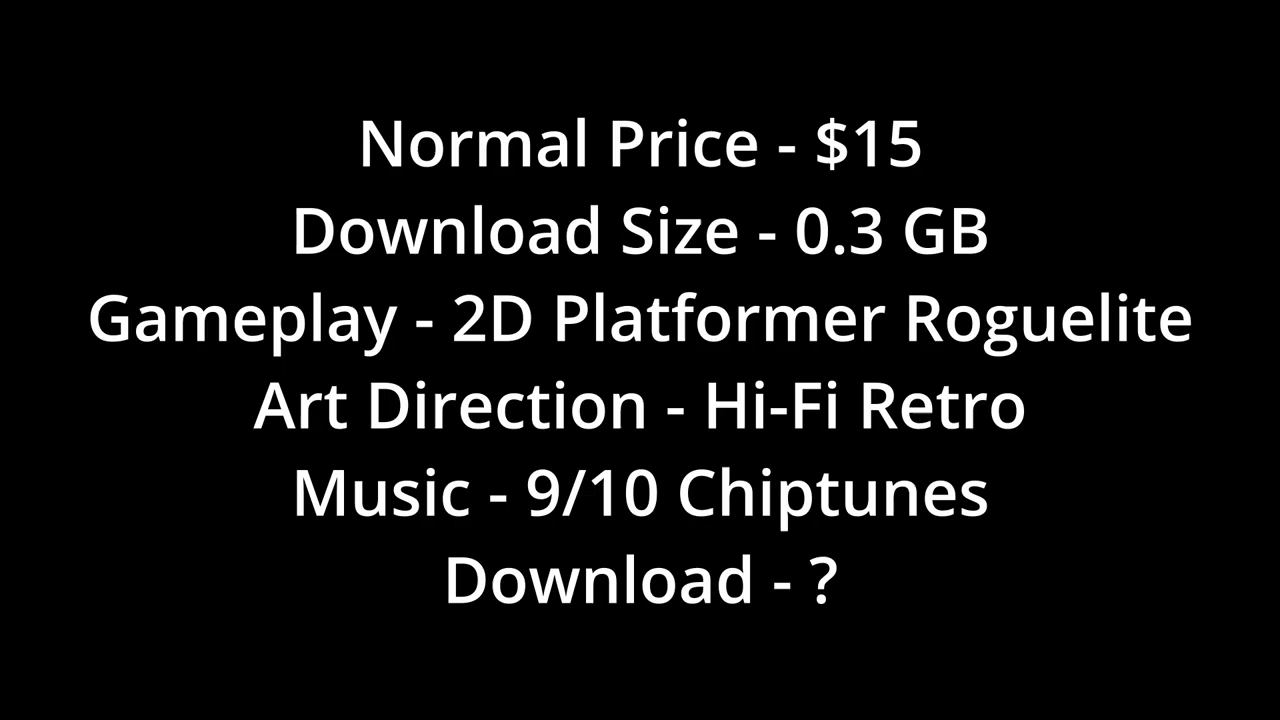 Normal Price - $15
Download Size - 0.3 GB
Gameplay - 2D Platformer Roguelite
Art Direction - Hi-Fi Retro
Music - 9/10 Chiptunes
Download - ?